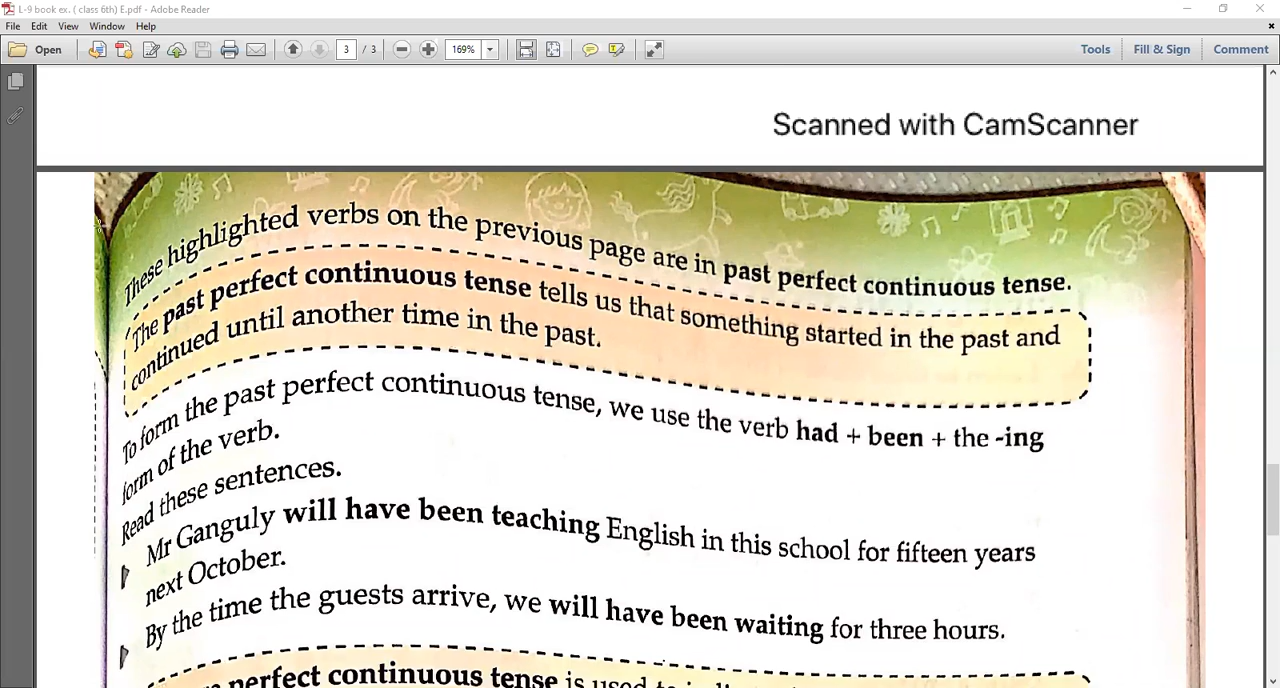 L-9 book ex. ( class 6th) E.pdf - Adobe Reader
File Edit View Window Help
Open 3 / 3 169% Tools Fill & Sign Comment
Scanned with CamScanner
These highlighted verbs on the previous page are in past perfect continuous tense.
The past perfect continuous tense tells us that something started in the past and
continued until another time in the past.
To form the past perfect continuous tense, we use the verb had + been + the -ing
form of the verb.
Read these sentences.
Mr Ganguly will have been teaching English in this school for fifteen years
next October.
By the time the guests arrive, we will have been waiting for three hours.
perfect continuous tense is used to